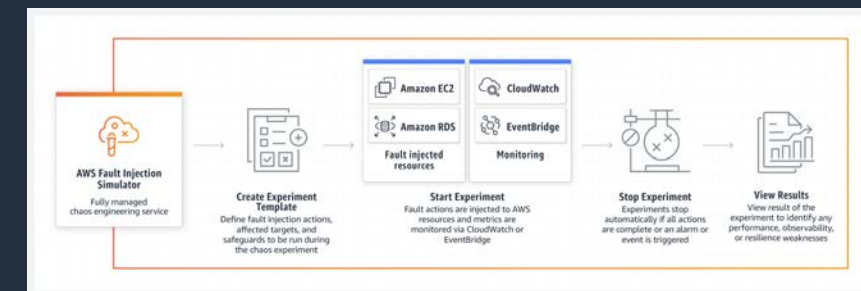 AWS Fault Injection
Simulator
Fully managed
chaos engineering service
Create Experiment
Template
Define fault injection actions,
affected targets, and
safeguards to be run during
the chaos experiment
Amazon EC2
Amazon RDS
Fault injected
resources
CloudWatch
EventBridge
Monitoring
Start Experiment
Fault actions are injected to AWS
resources and metrics are
monitored via CloudWatch or
EventBridge
Stop Experiment
Experiments stop
automatically if all actions
are complete or an alarm or
event is triggered
View Results
View result of the
experiment to identify any
performance, observability,
or resilience weaknesses